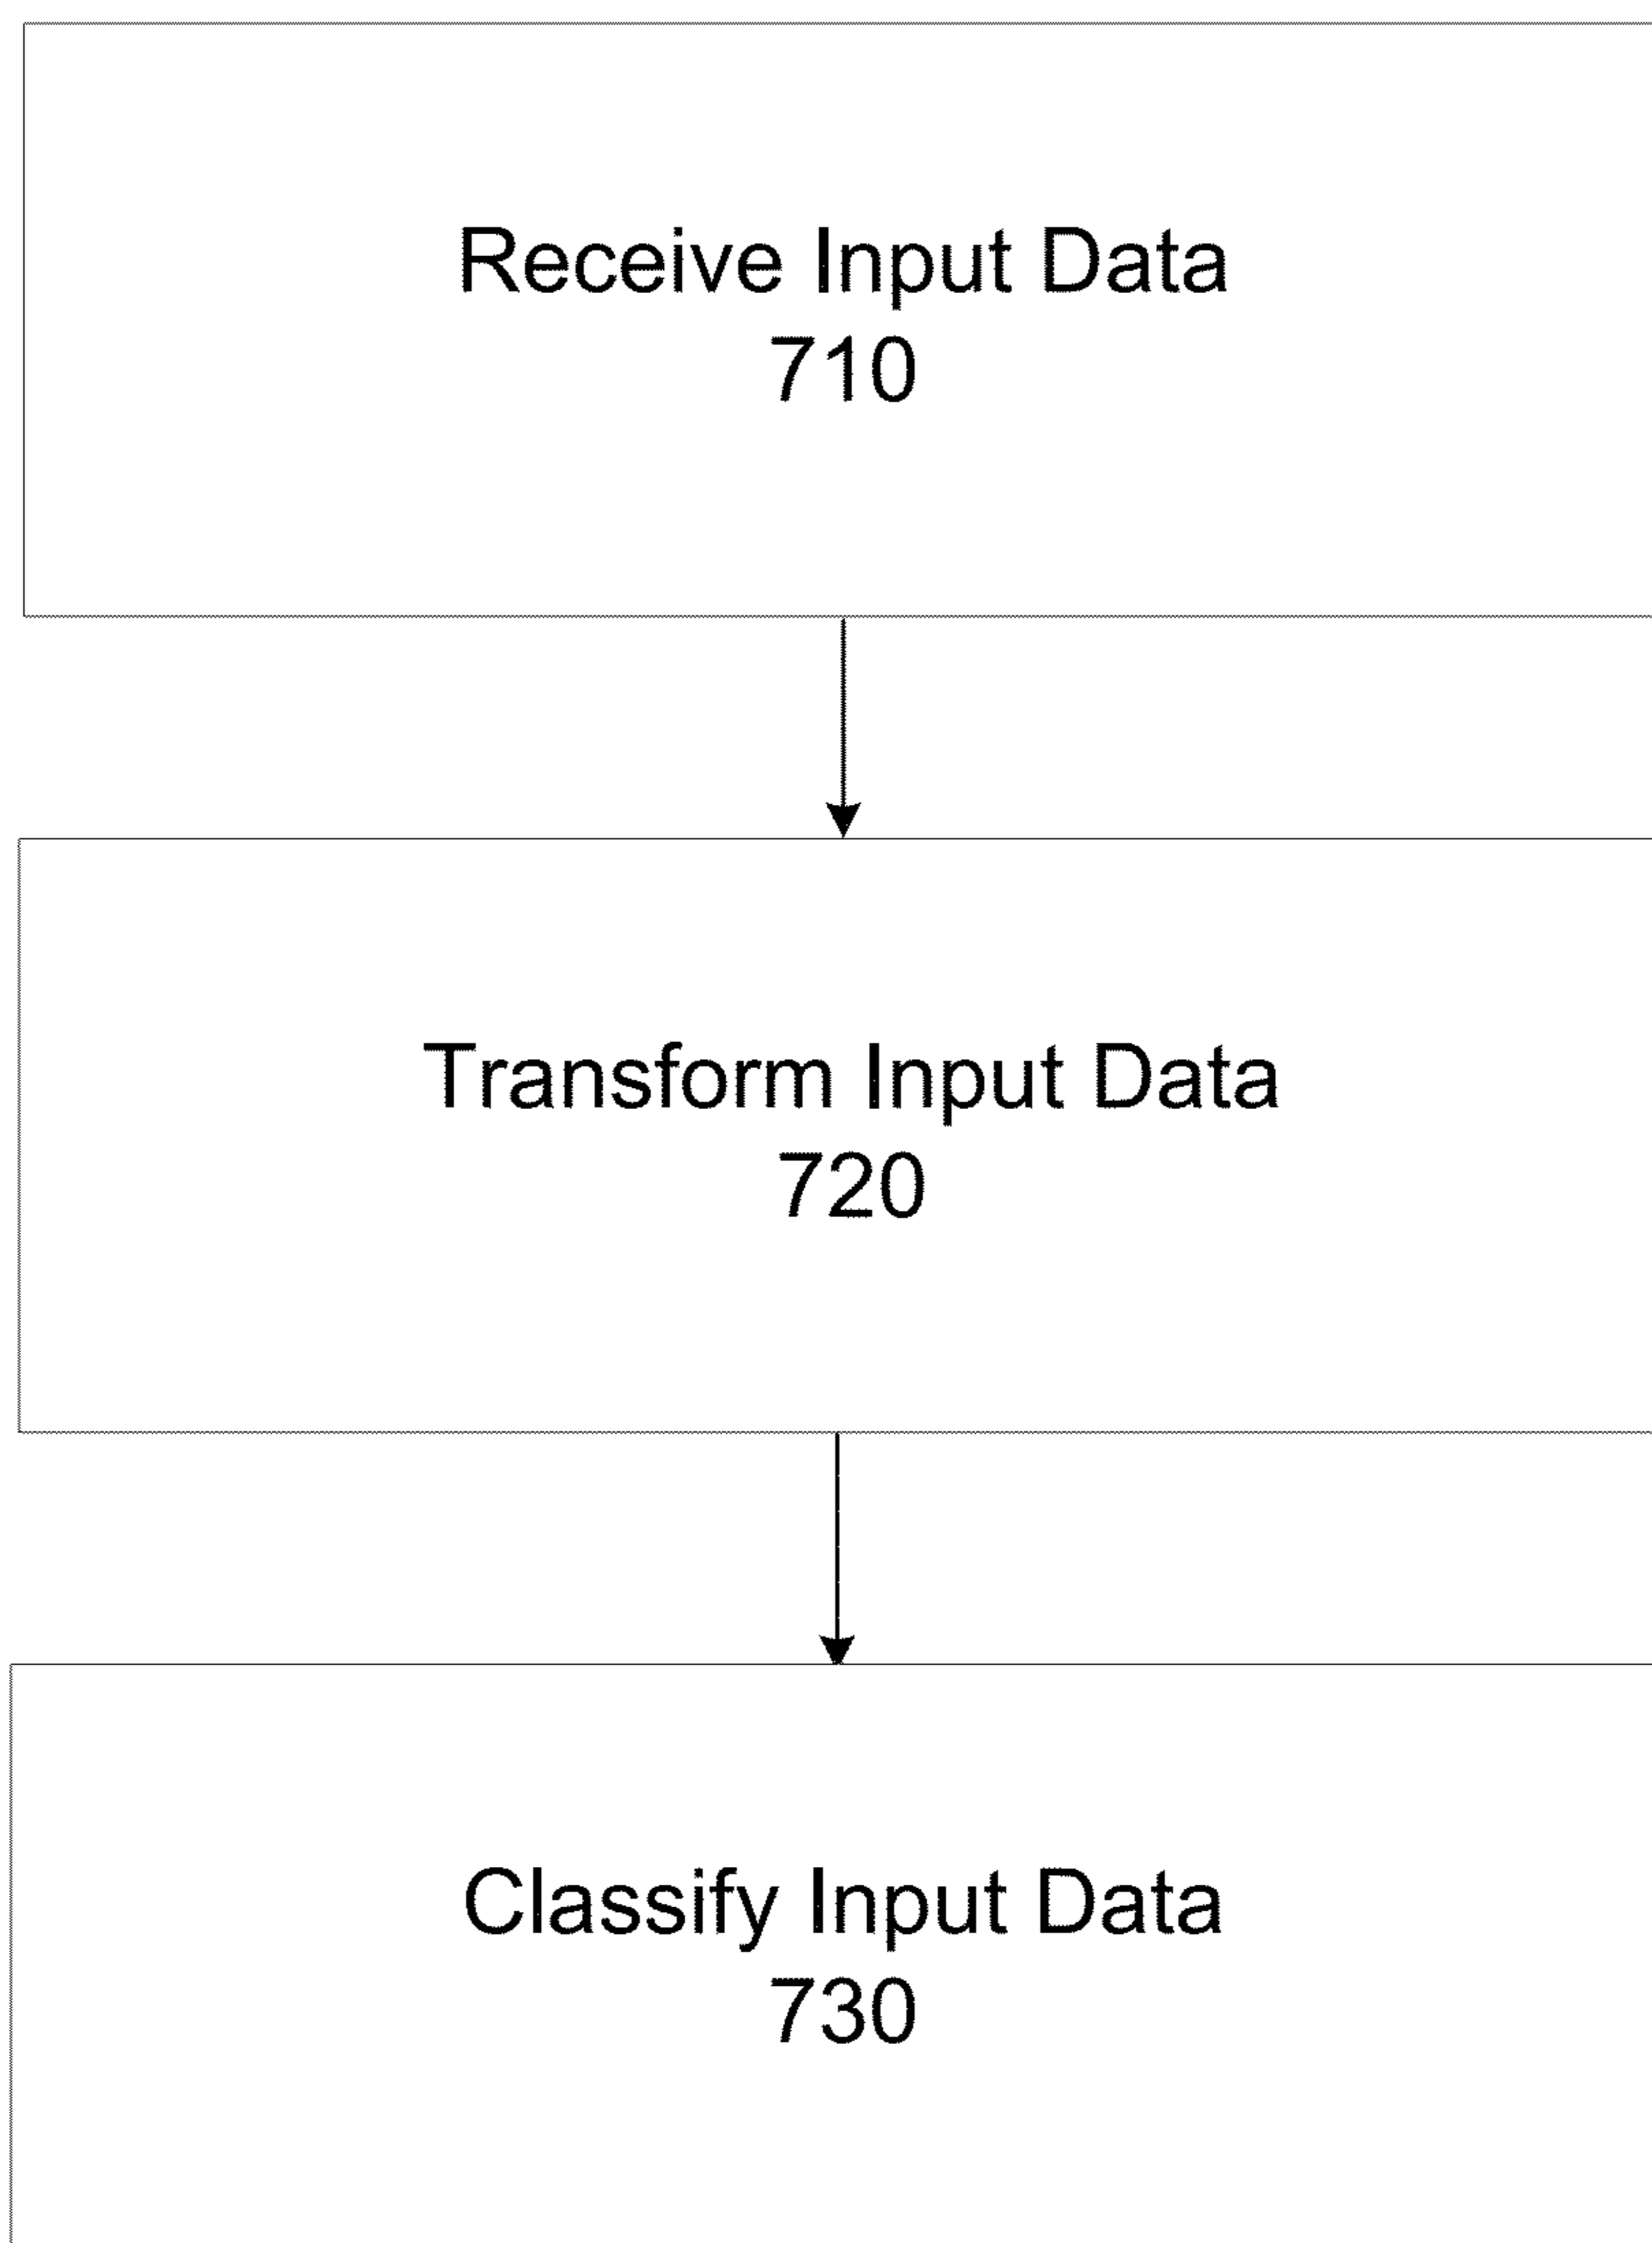 Receive Input Data
710
Transform Input Data
720
Classify Input Data
730